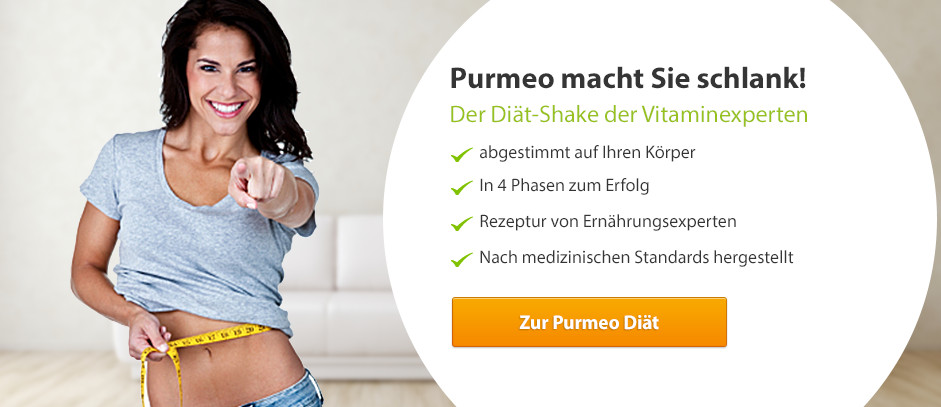 Purmeo macht Sie schlank!
Der Diät-Shake der Vitaminexperten
abgestimmt auf Ihren Körper
In 4 Phasen zum Erfolg
Rezeptur von Ernährungsexperten
Nach medizinischen Standards hergestellt
Zur Purmeo Diät